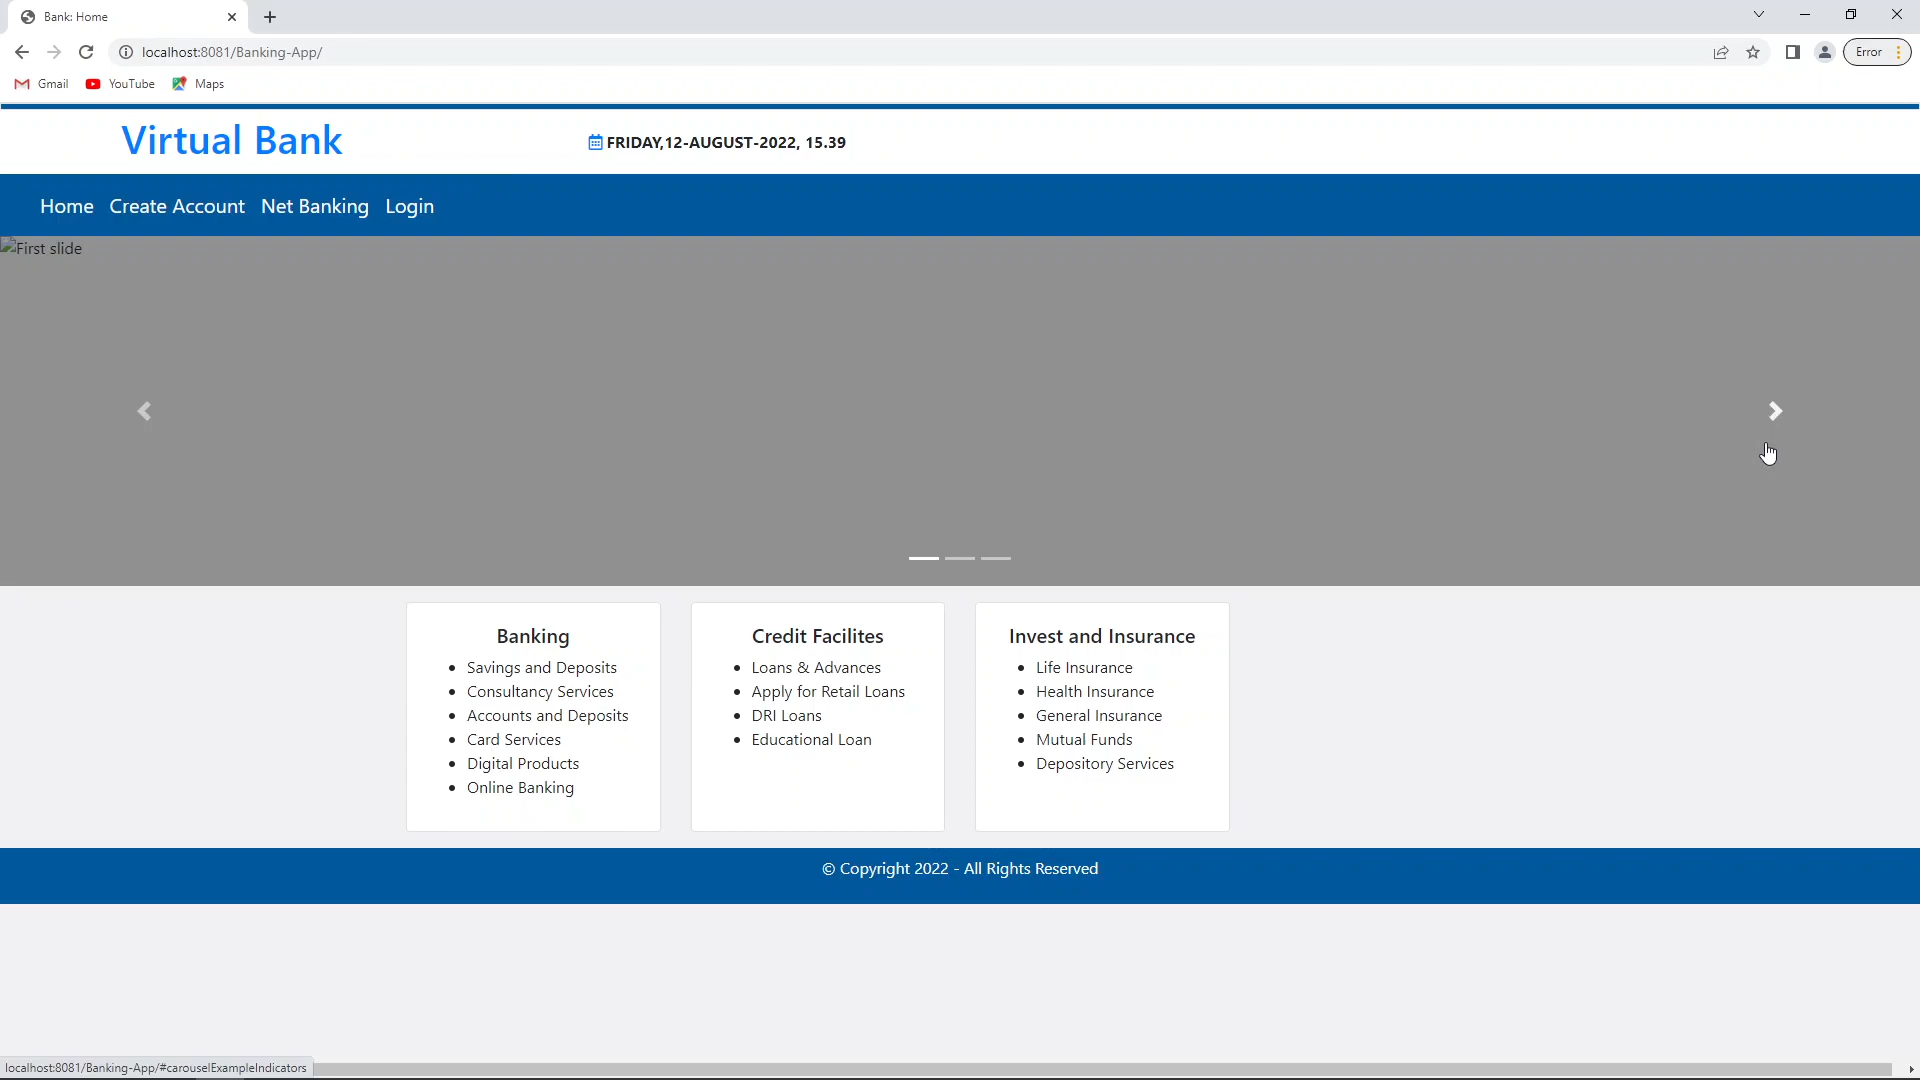 Bank: Home
localhost:8081/Banking-App/
Error
Gmail YouTube Maps
Virtual Bank
FRIDAY,12-AUGUST-2022, 15.39
Home Create Account Net Banking Login
First slide
Banking
Savings and Deposits
Consultancy Services
Accounts and Deposits
Card Services
Digital Products
Online Banking
Credit Facilites
Loans & Advances
Apply for Retail Loans
DRI Loans
Educational Loan
Invest and Insurance
Life Insurance
Health Insurance
General Insurance
Mutual Funds
Depository Services
© Copyright 2022 - All Rights Reserved
localhost:8081/Banking-App/#carouselExampleIndicators